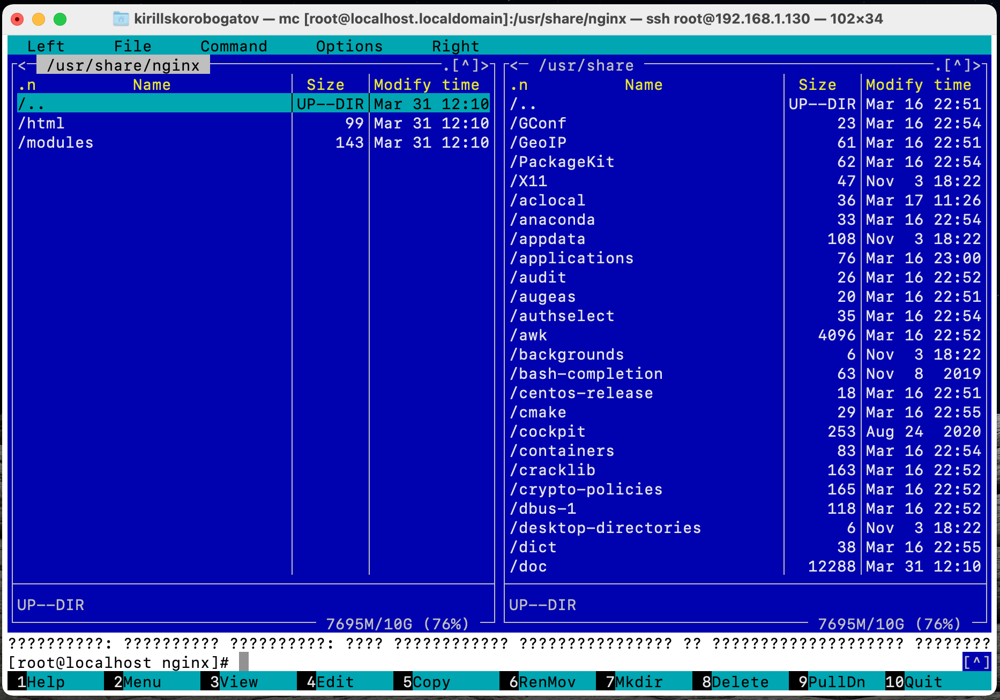 kirillskorobogatov — mc [root@localhost.localdomain]:/usr/share/nginx — ssh root@192.168.1.130 — 102×34
Left File Command Options Right
<─ /usr/share/nginx .[^]>
.n Name Size Modify time
/.. UP--DIR Mar 31 12:10
/html 99 Mar 31 12:10
/modules 143 Mar 31 12:10
UP--DIR
7695M/10G (76%)
<─ /usr/share .[^]>
.n Name Size Modify time
/.. UP--DIR Mar 16 22:51
/GConf 23 Mar 16 22:54
/GeoIP 61 Mar 16 22:51
/PackageKit 62 Mar 16 22:54
/X11 47 Nov 3 18:22
/aclocal 36 Mar 17 11:26
/anaconda 33 Mar 16 22:54
/appdata 108 Nov 3 18:22
/applications 76 Mar 16 23:00
/audit 26 Mar 16 22:52
/augeas 20 Mar 16 22:51
/authselect 35 Mar 16 22:54
/awk 4096 Mar 16 22:52
/backgrounds 6 Nov 3 18:22
/bash-completion 63 Nov 8 2019
/centos-release 18 Mar 16 22:51
/cmake 29 Mar 16 22:55
/cockpit 253 Aug 24 2020
/containers 83 Mar 16 22:54
/cracklib 163 Mar 16 22:52
/crypto-policies 165 Mar 16 22:52
/dbus-1 118 Mar 16 22:52
/desktop-directories 6 Nov 3 18:22
/dict 38 Mar 16 22:55
/doc 12288 Mar 31 12:10
UP--DIR
7695M/10G (76%)
??????????: ?????????? ??????????: ???? ???????????? ???????????????? ?? ???????????????????? ????????
[root@localhost nginx]# [^]
1Help 2Menu 3View 4Edit 5Copy 6RenMov 7Mkdir 8Delete 9PullDn 10Quit